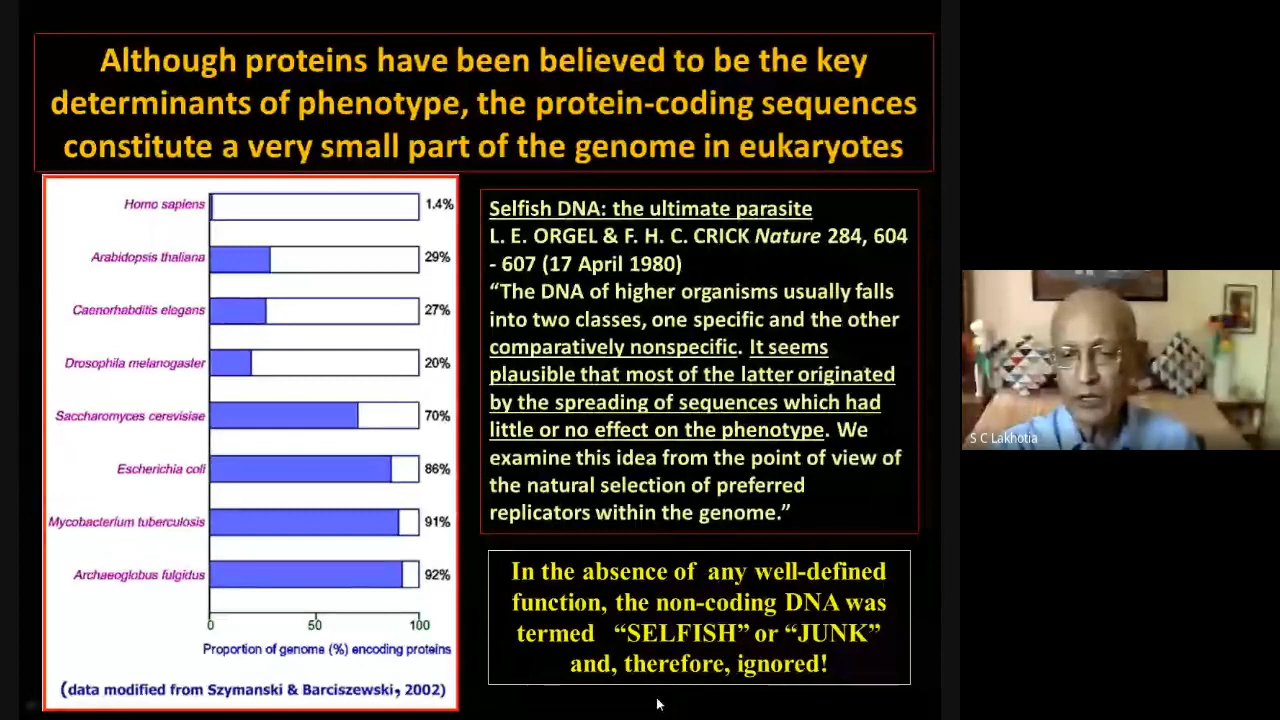 Although proteins have been believed to be the key
determinants of phenotype, the protein-coding sequences
constitute a very small part of the genome in eukaryotes
Homo sapiens 1.4%
Arabidopsis thaliana 29%
Caenorhabditis elegans 27%
Drosophila melanogaster 20%
Saccharomyces cerevisiae 70%
Escherichia coli 86%
Mycobacterium tuberculosis 91%
Archaeoglobus fulgidus 92%
0 50 100
Proportion of genome (%) encoding proteins
(data modified from Szymanski & Barciszewski, 2002)
Selfish DNA: the ultimate parasite
L. E. ORGEL & F. H. C. CRICK Nature 284, 604
- 607 (17 April 1980)
“The DNA of higher organisms usually falls
into two classes, one specific and the other
comparatively nonspecific. It seems
plausible that most of the latter originated
by the spreading of sequences which had
little or no effect on the phenotype. We
examine this idea from the point of view of
the natural selection of preferred
replicators within the genome.”
In the absence of any well-defined
function, the non-coding DNA was
termed “SELFISH” or “JUNK”
and, therefore, ignored!
S C Lakhotia